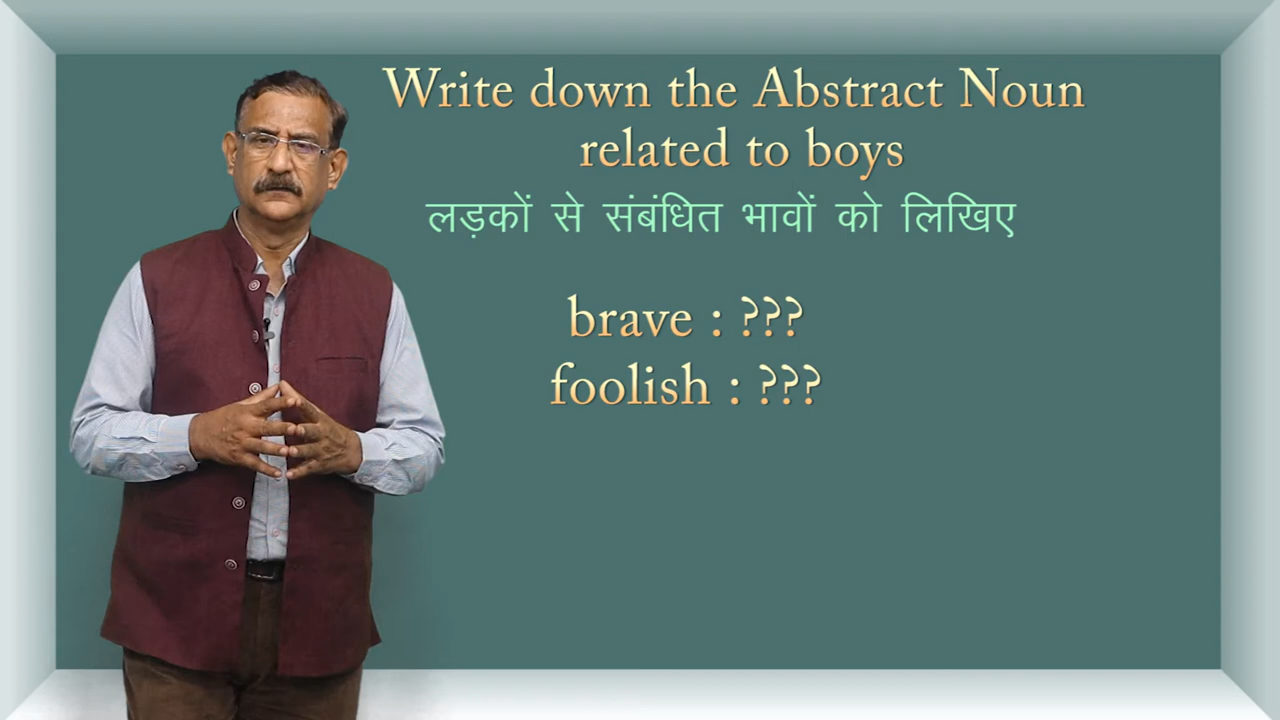 Write down the Abstract Noun
related to boys
लड़कों से संबंधित भावों को लिखिए
brave : ???
foolish : ???